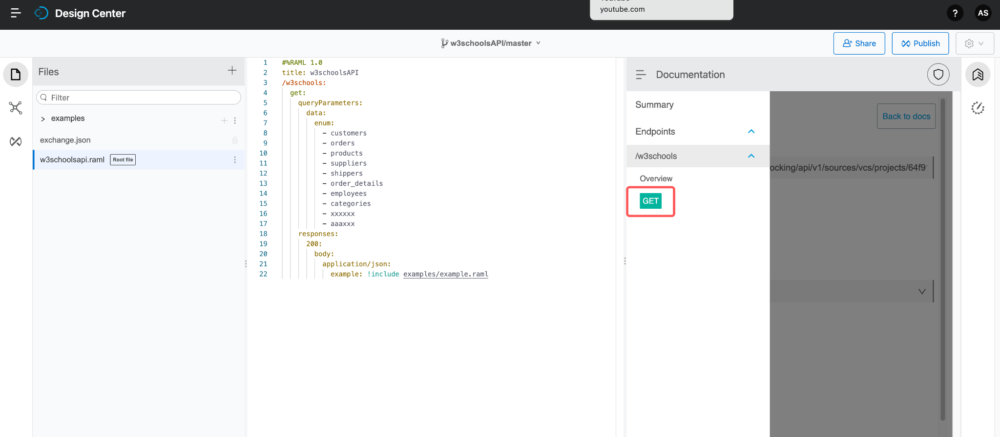 Design Center
youtube.com
?
AS
w3schoolsAPI/master
Share
Publish
Files
Filter
examples
exchange.json
w3schoolsapi.raml Root file
1 #%RAML 1.0
2 title: w3schoolsAPI
3 /w3schools:
4 get:
5 queryParameters:
6 data:
7 enum:
8 - customers
9 - orders
10 - products
11 - suppliers
12 - shippers
13 - order_details
14 - employees
15 - categories
16 - xxxxxx
17 - aaaxxx
18 responses:
19 200:
20 body:
21 application/json:
22 example: !include examples/example.raml
Documentation
Summary
Endpoints
/w3schools
Overview
GET
Back to docs
ocking/api/v1/sources/vcs/projects/64f9